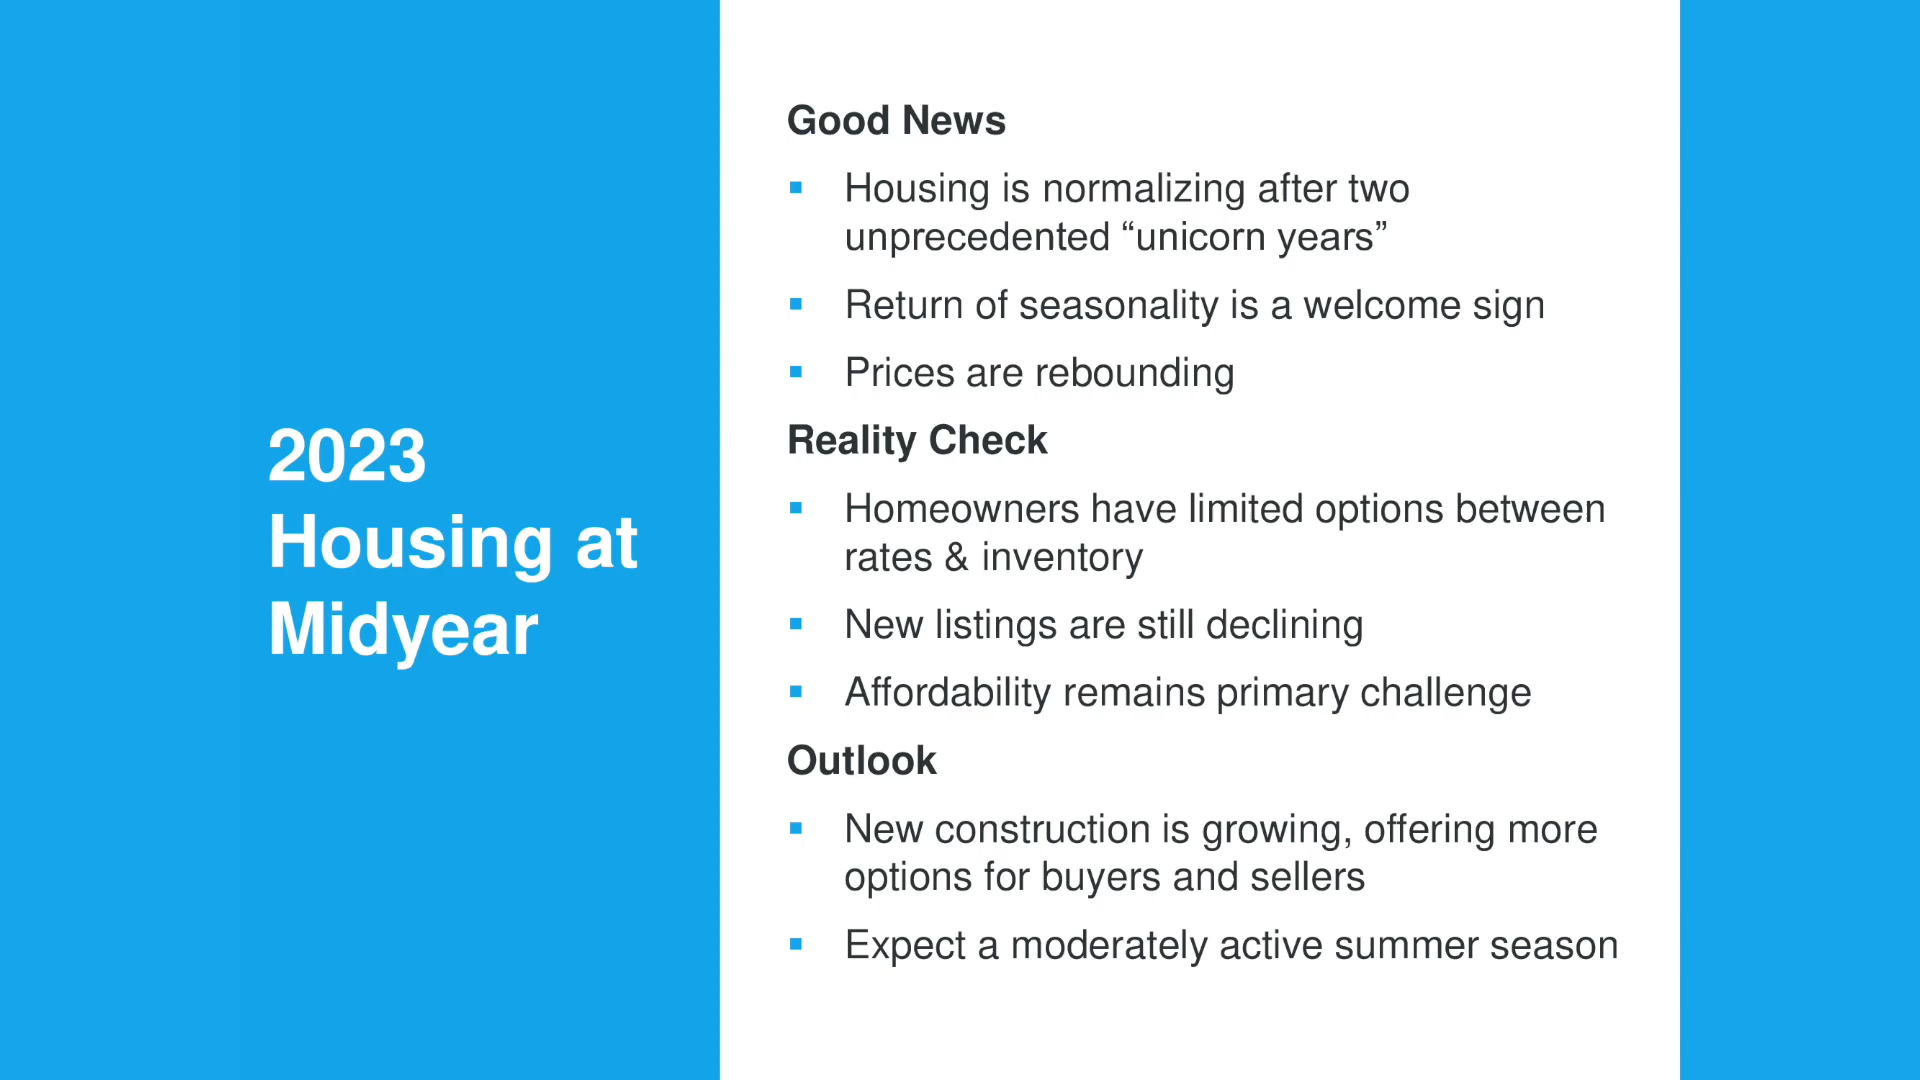 2023
Housing at
Midyear
Good News
▪ Housing is normalizing after two
unprecedented “unicorn years”
▪ Return of seasonality is a welcome sign
▪ Prices are rebounding
Reality Check
▪ Homeowners have limited options between
rates & inventory
▪ New listings are still declining
▪ Affordability remains primary challenge
Outlook
▪ New construction is growing, offering more
options for buyers and sellers
▪ Expect a moderately active summer season